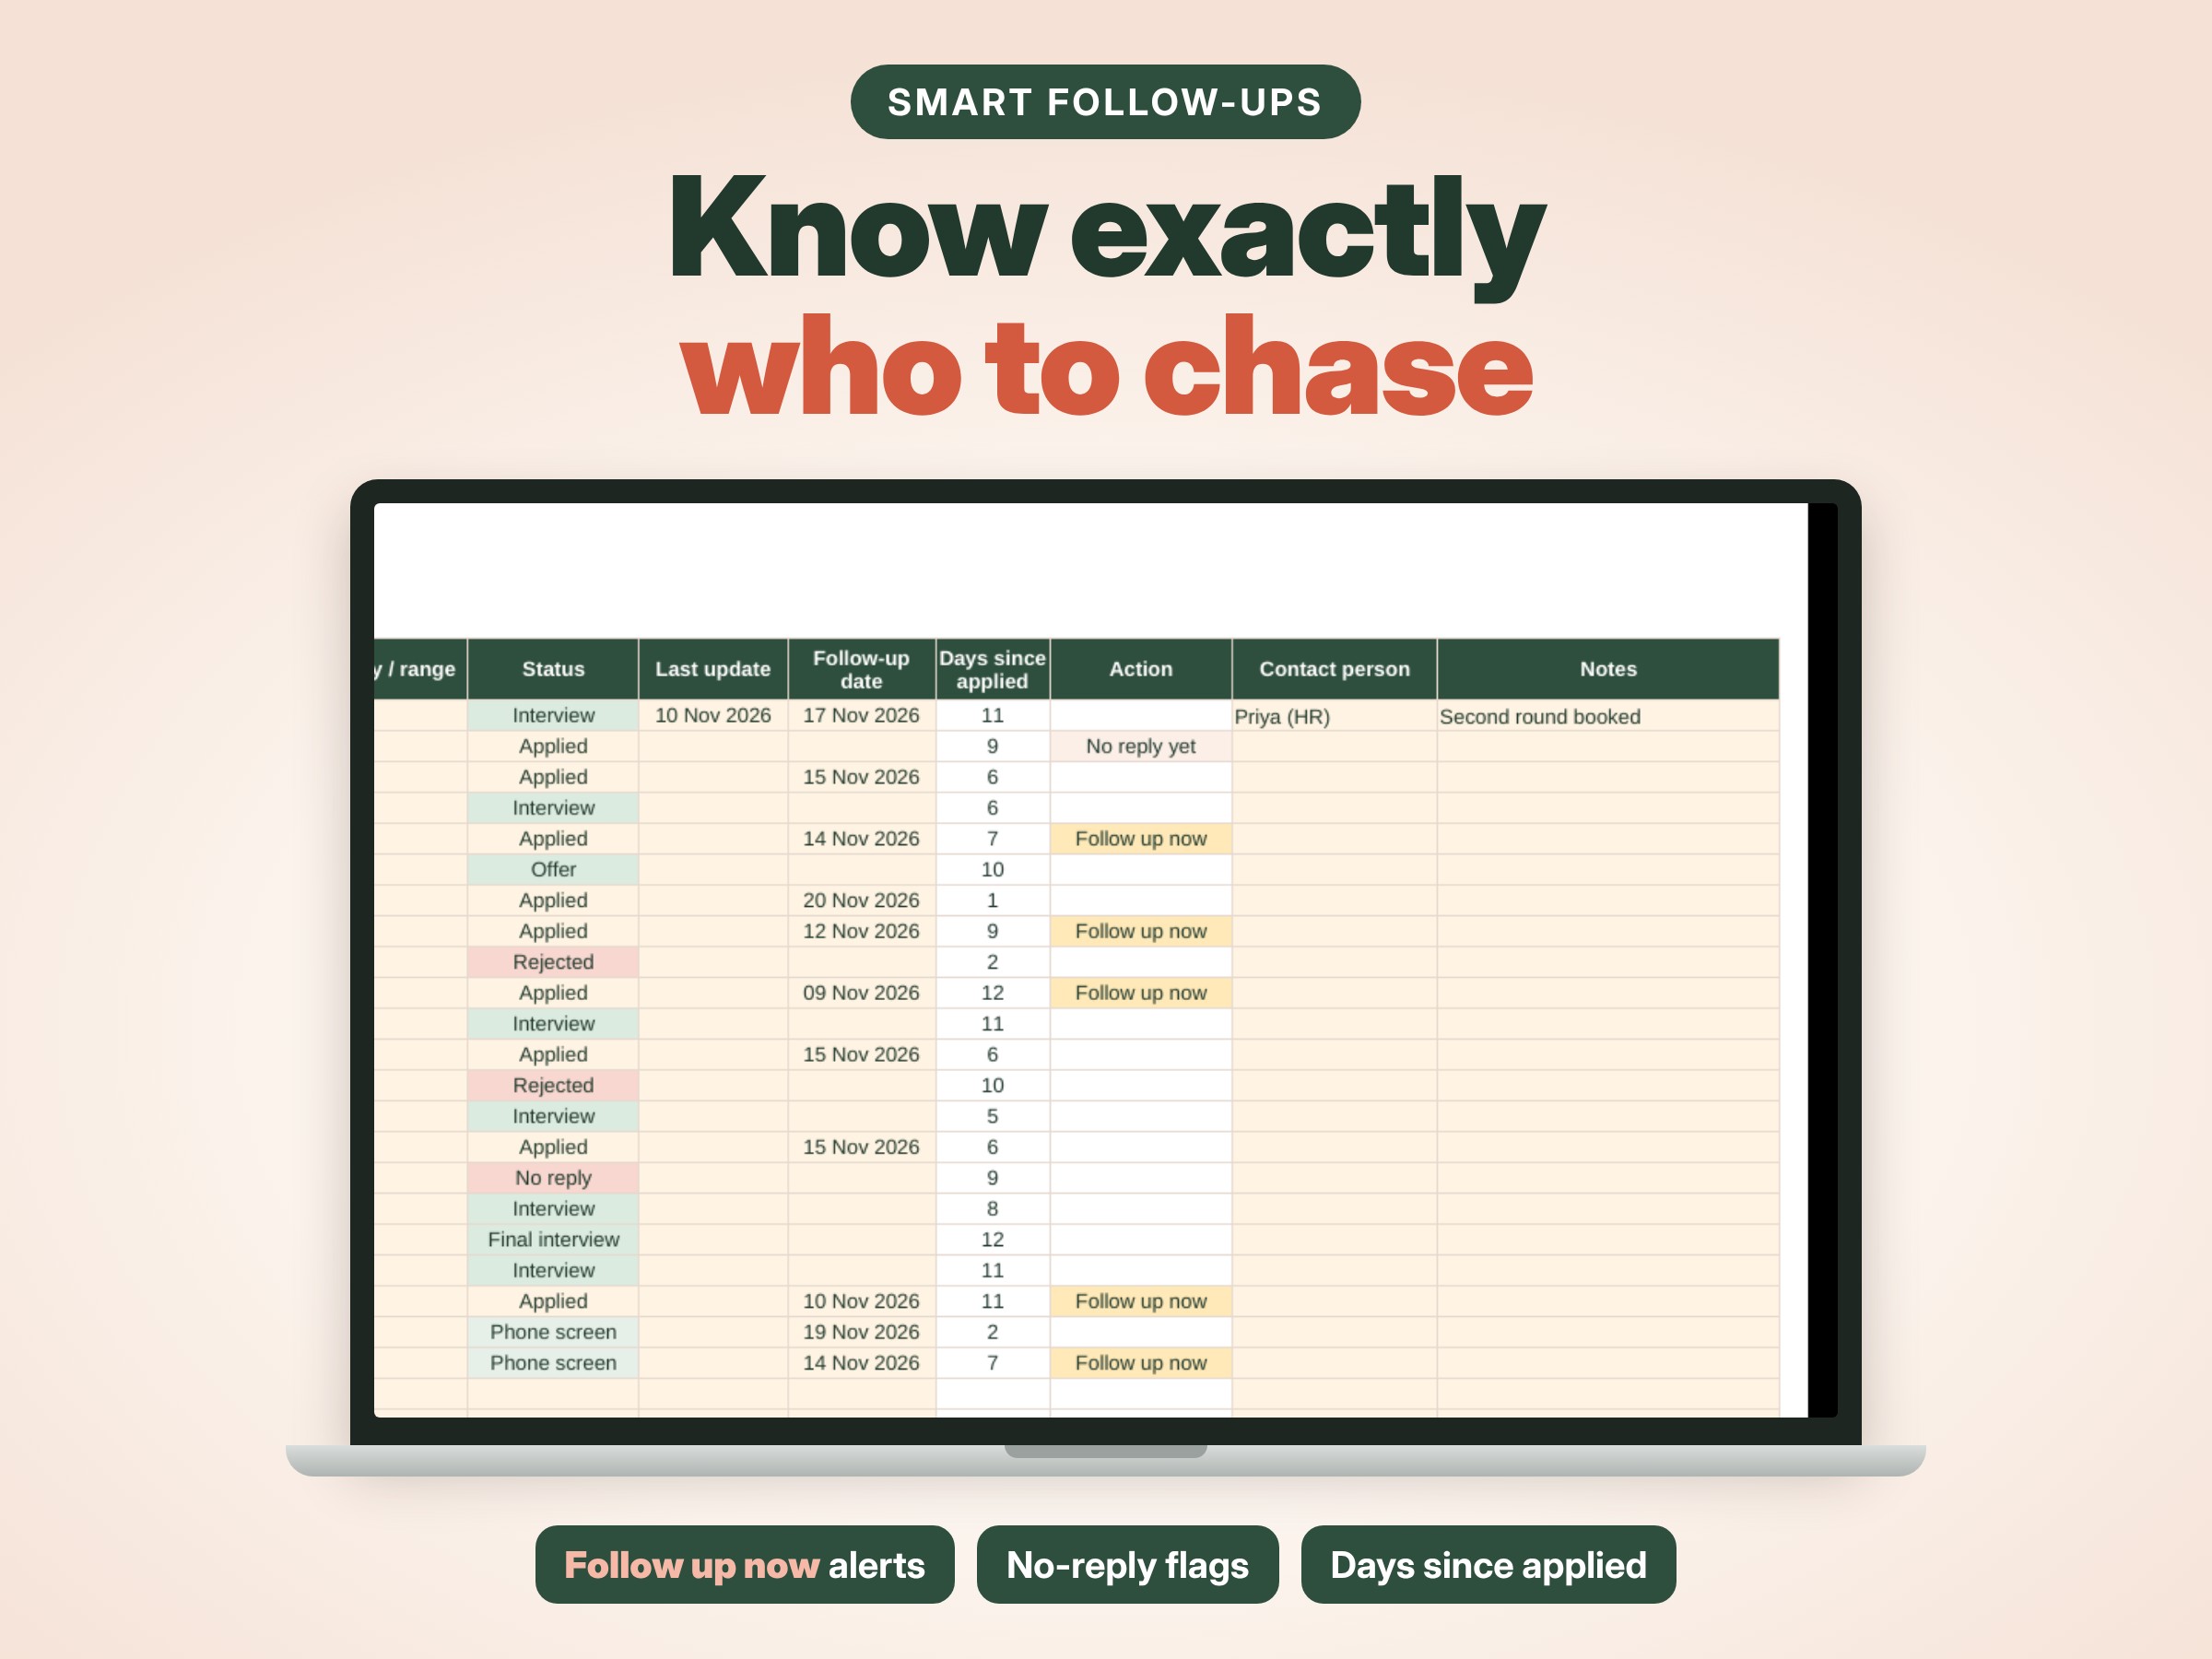 SMART FOLLOW-UPS
Know exactly
who to chase
y / range Status Last update Follow-up date Days since applied Action Contact person Notes
Interview 10 Nov 2026 17 Nov 2026 11 Priya (HR) Second round booked
Applied 9 No reply yet
Applied 15 Nov 2026 6
Interview 6
Applied 14 Nov 2026 7 Follow up now
Offer 10
Applied 20 Nov 2026 1
Applied 12 Nov 2026 9 Follow up now
Rejected 2
Applied 09 Nov 2026 12 Follow up now
Interview 11
Applied 15 Nov 2026 6
Rejected 10
Interview 5
Applied 15 Nov 2026 6
No reply 9
Interview 8
Final interview 12
Interview 11
Applied 10 Nov 2026 11 Follow up now
Phone screen 19 Nov 2026 2
Phone screen 14 Nov 2026 7 Follow up now
Follow up now alerts No-reply flags Days since applied